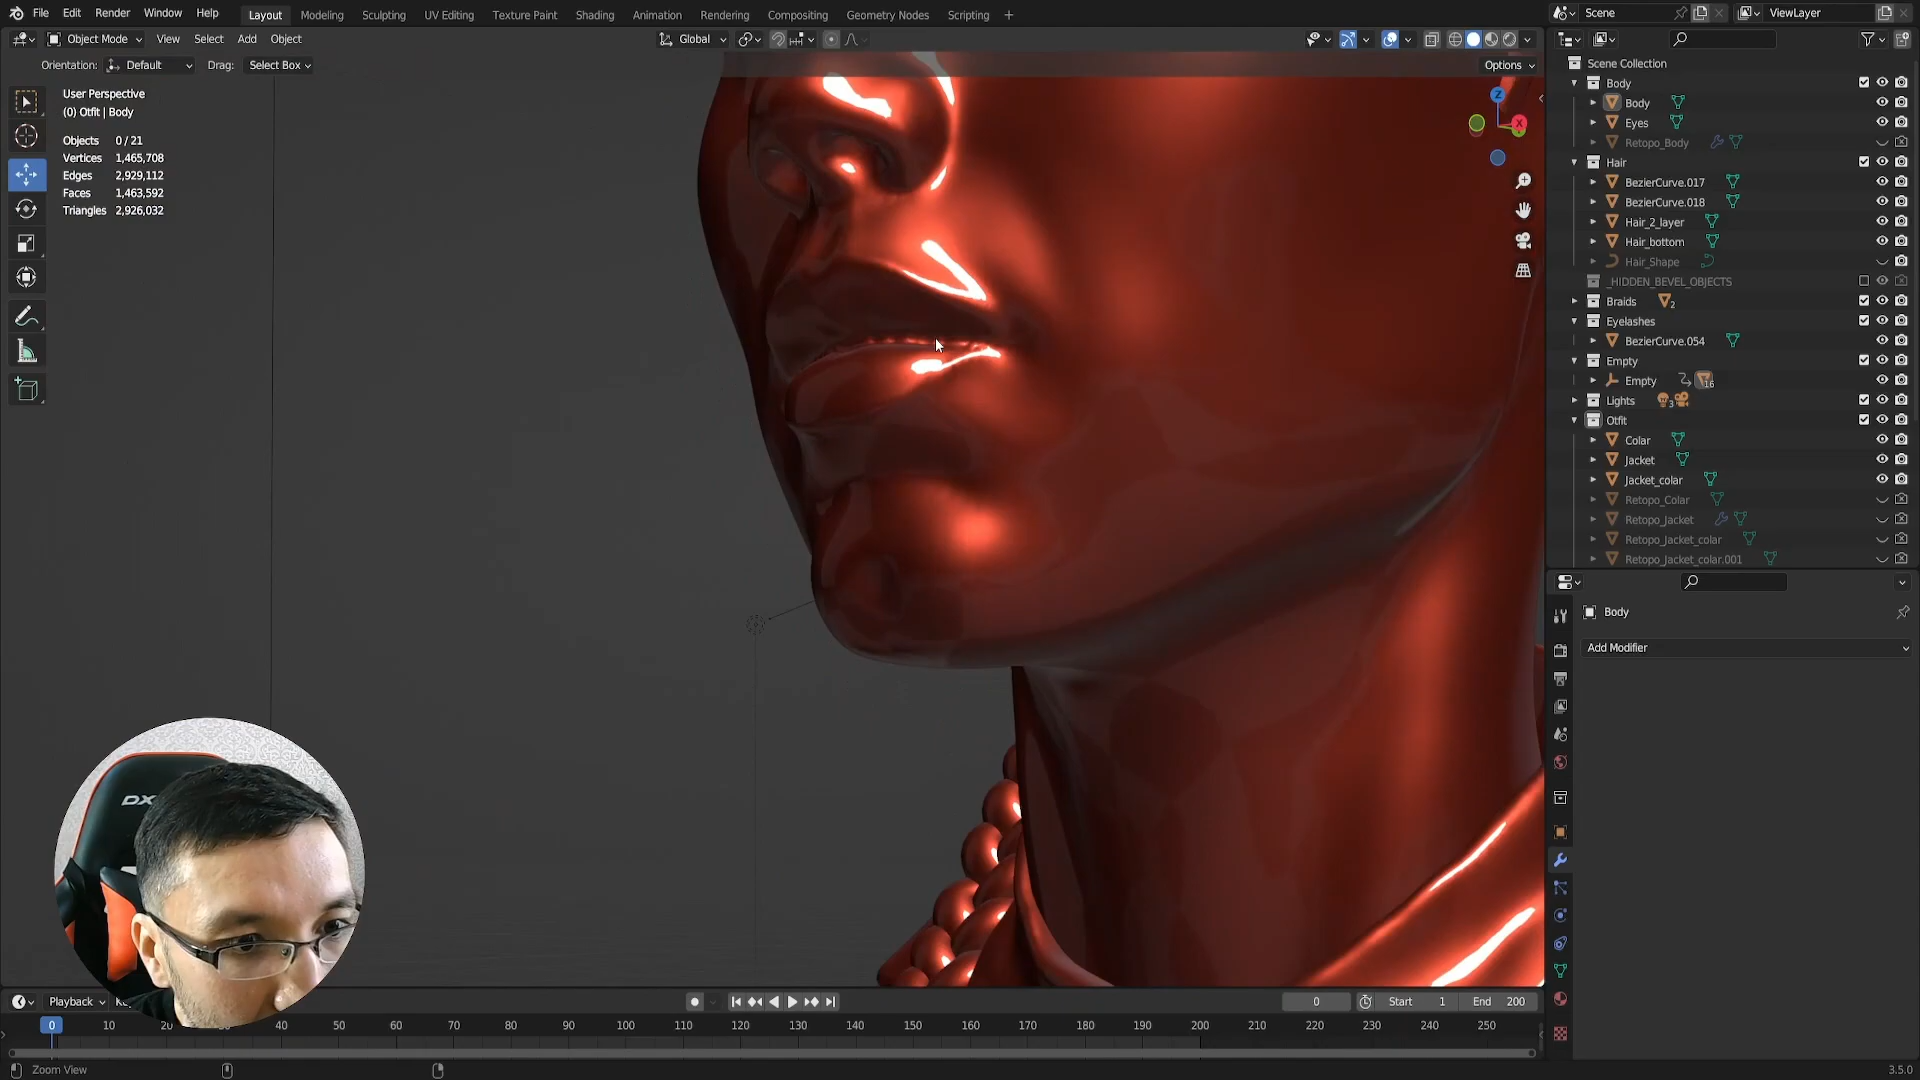 File Edit Render Window Help Layout Modeling Sculpting UV Editing Texture Paint Shading Animation Rendering Compositing Geometry Nodes Scripting + Scene ViewLayer
Object Mode View Select Add Object Global
Orientation: Default Drag: Select Box Options
User Perspective
(0) Otfit | Body
Objects 0 / 21
Vertices 1,465,708
Edges 2,929,112
Faces 1,463,592
Triangles 2,926,032
Z
X
Scene Collection
Body
Body
Eyes
Retopo_Body
Hair
BezierCurve.017
BezierCurve.018
Hair_2_layer
Hair_bottom
Hair_Shape
_HIDDEN_BEVEL_OBJECTS
Braids 2
Eyelashes
BezierCurve.054
Empty
Empty 16
Lights 3
Otfit
Colar
Jacket
Jacket_colar
Retopo_Colar
Retopo_Jacket
Retopo_Jacket_colar
Retopo_Jacket_colar.001
Body
Add Modifier
DX
Playback 0 Start 1 End 200
0 10 40 50 60 70 80 90 100 110 120 130 140 150 160 170 180 190 200 210 220 230 240 250
Zoom View 3.5.0